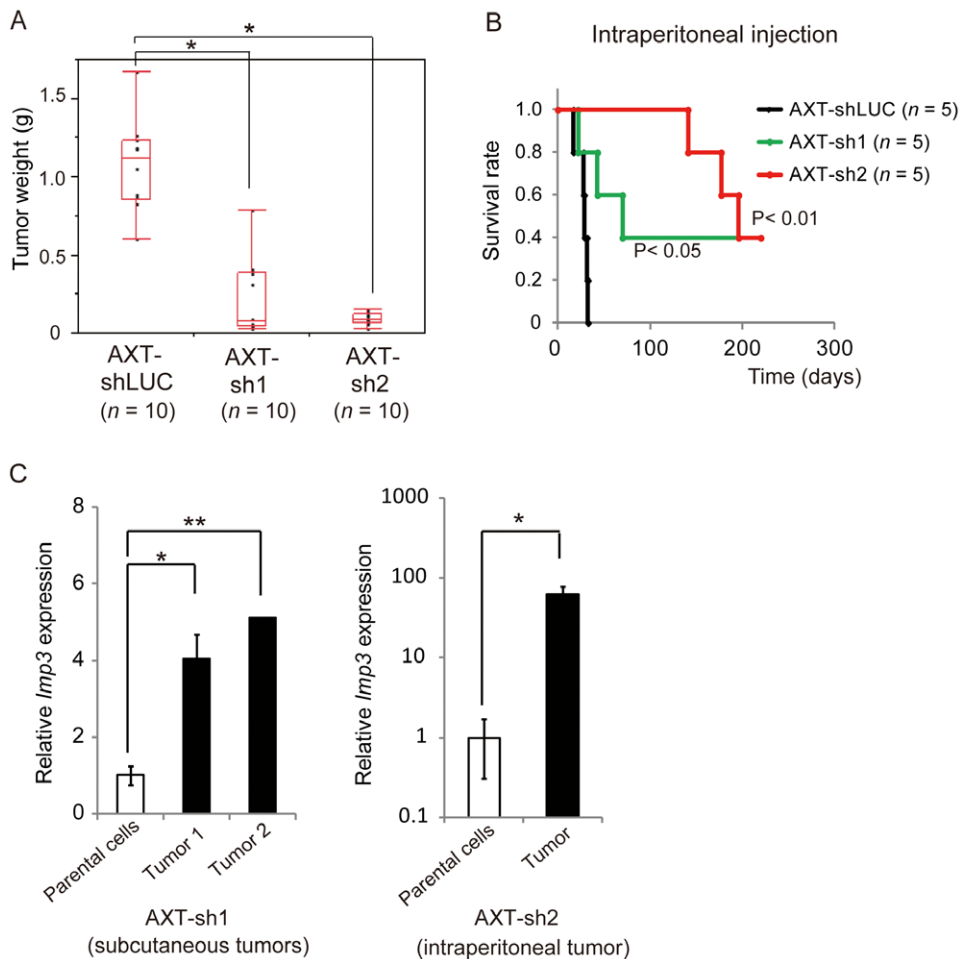 A
*
*
Tumor weight (g)
1.5
1.0
0.5
0
AXT-
shLUC
(n = 10)
AXT-
sh1
(n = 10)
AXT-
sh2
(n = 10)
B
Intraperitoneal injection
Survival rate
1.0
0.8
0.6
0.4
0.2
0
AXT-shLUC (n = 5)
AXT-sh1 (n = 5)
AXT-sh2 (n = 5)
P< 0.01
P< 0.05
0
100
200
300
Time (days)
C
Relative Imp3 expression
8
6
4
2
0
**
*
Parental cells
Tumor 1
Tumor 2
AXT-sh1
(subcutaneous tumors)
Relative Imp3 expression
1000
100
10
1
0.1
*
Parental cells
Tumor
AXT-sh2
(intraperitoneal tumor)